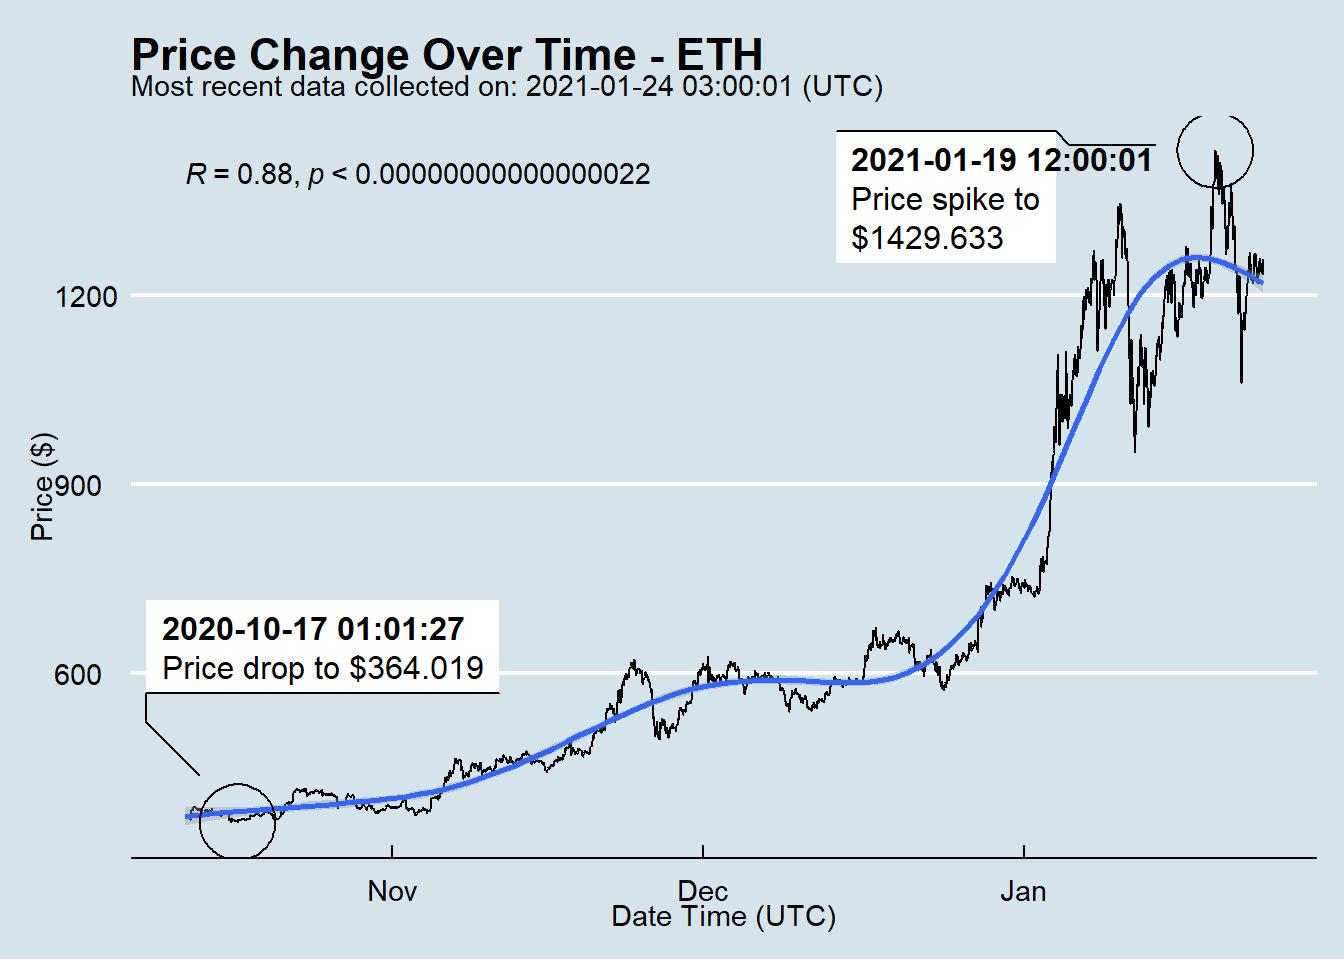 Price Change Over Time - ETH
Most recent data collected on: 2021-01-24 03:00:01 (UTC)
R = 0.88, p < 0.00000000000000022
2021-01-19 12:00:01
Price spike to
$1429.633
1200
900
600
Price ($)
2020-10-17 01:01:27
Price drop to $364.019
Nov
Dec
Jan
Date Time (UTC)